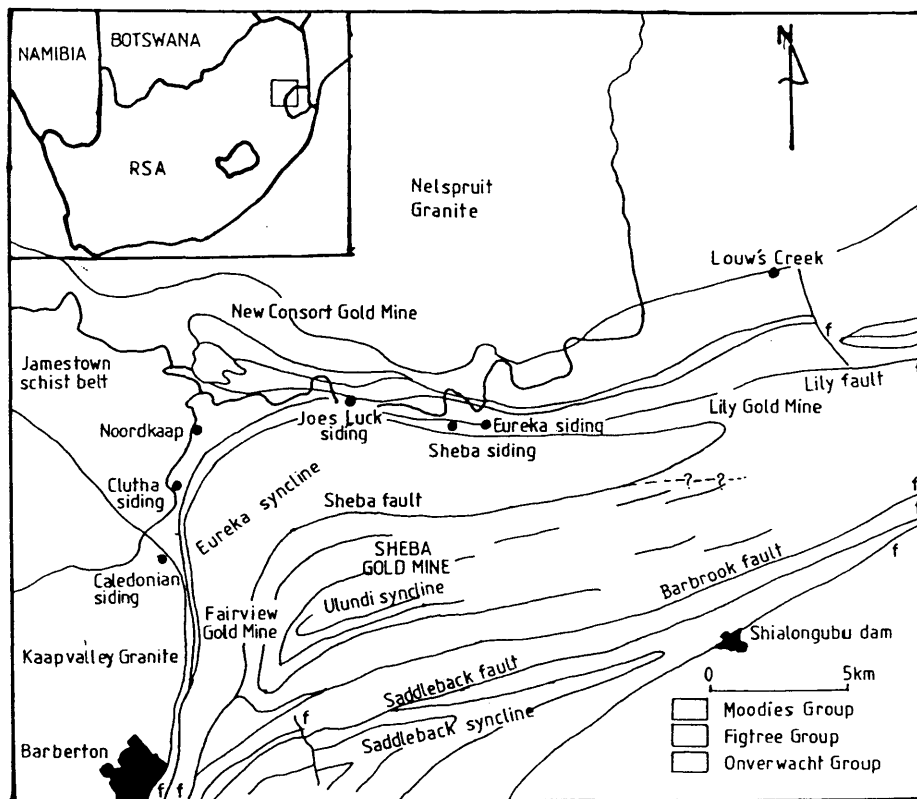 NAMIBIA
BOTSWANA
RSA
N
Nelspruit
Granite
Louw's Creek
New Consort Gold Mine
f
Jamestown
schist belt
Lily fault
f
Lily Gold Mine
Joes Luck
siding
Eureka siding
Noordkaap
Sheba siding
Eureka syncline
-?--?-
Clutha
siding
Sheba fault
f
f
SHEBA
GOLD MINE
f
Caledonian
siding
Ulundi syncline
Barbrook fault
Fairview
Gold Mine
Shialongubu dam
Kaapvalley Granite
Saddleback fault
0 5km
f
Saddleback syncline
Moodies Group
Figtree Group
Onverwacht Group
Barberton
f f